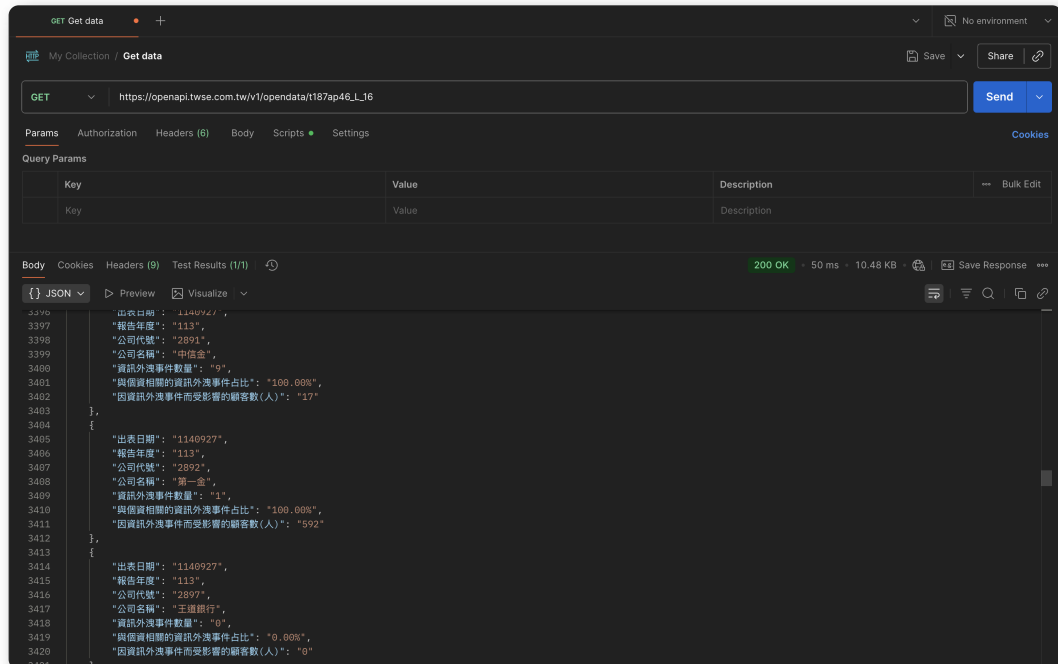 GET Get data
No environment
HTTP My Collection / Get data Save Share
GET https://openapi.twse.com.tw/v1/opendata/t187ap46_L_16 Send
Params Authorization Headers (6) Body Scripts Settings Cookies
Query Params
Key Value Description Bulk Edit
Key Value Description
Body Cookies Headers (9) Test Results (1/1) 200 OK 50 ms 10.48 KB e.g. Save Response
{} JSON Preview Visualize
3396 "出表日期": "1140927",
3397 "報告年度": "113",
3398 "公司代號": "2891",
3399 "公司名稱": "中信金",
3400 "資訊外洩事件數量": "9",
3401 "與個資相關的資訊外洩事件占比": "100.00%",
3402 "因資訊外洩事件而受影響的顧客數(人)": "17"
3403 },
3404 {
3405 "出表日期": "1140927",
3406 "報告年度": "113",
3407 "公司代號": "2892",
3408 "公司名稱": "第一金",
3409 "資訊外洩事件數量": "1",
3410 "與個資相關的資訊外洩事件占比": "100.00%",
3411 "因資訊外洩事件而受影響的顧客數(人)": "592"
3412 },
3413 {
3414 "出表日期": "1140927",
3415 "報告年度": "113",
3416 "公司代號": "2897",
3417 "公司名稱": "王道銀行",
3418 "資訊外洩事件數量": "0",
3419 "與個資相關的資訊外洩事件占比": "0.00%",
3420 "因資訊外洩事件而受影響的顧客數(人)": "0"